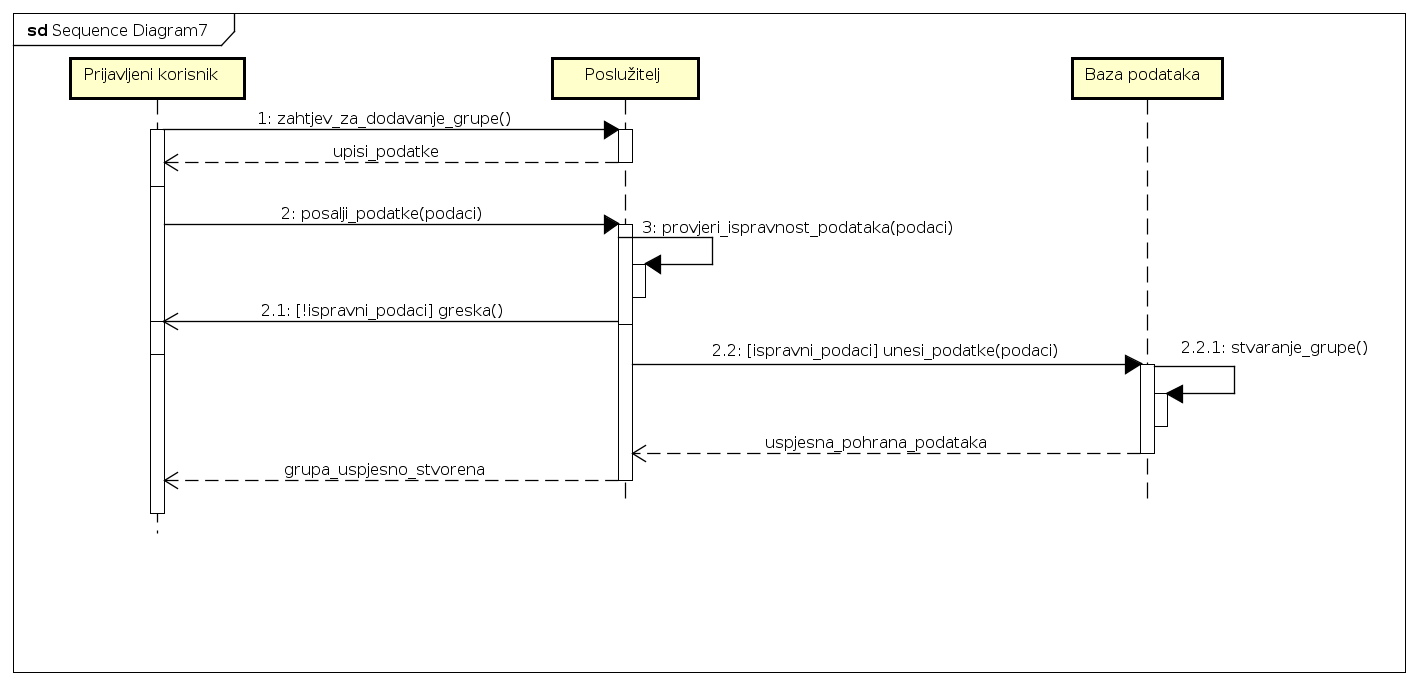 sd Sequence Diagram7
Prijavljeni korisnik
Poslužitelj
Baza podataka
1: zahtjev_za_dodavanje_grupe()
upisi_podatke
2: posalji_podatke(podaci)
3: provjeri_ispravnost_podataka(podaci)
2.1: [!ispravni_podaci] greska()
2.2: [ispravni_podaci] unesi_podatke(podaci)
2.2.1: stvaranje_grupe()
uspjesna_pohrana_podataka
grupa_uspjesno_stvorena